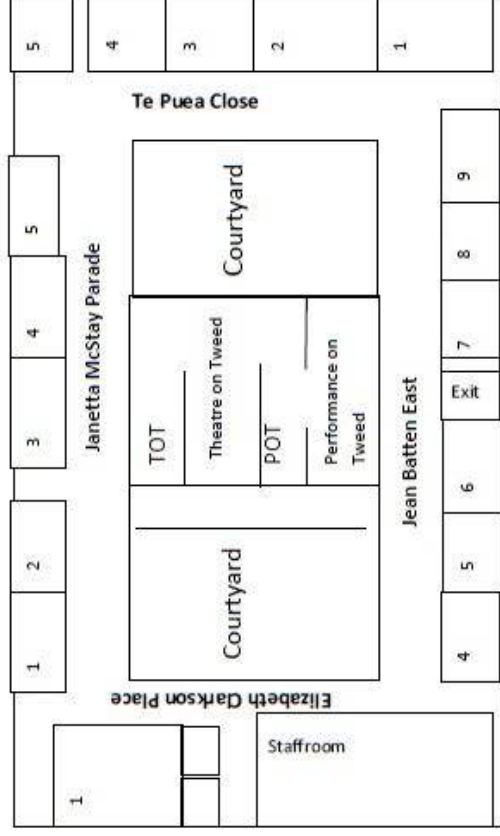 5
4
3
2
1
Te Puea Close
5
4
3
2
1
Janetta McStay Parade
Courtyard
TOT
Theatre on Tweed
POT
Performance on
Tweed
Courtyard
Jean Batten East
9
8
7
Exit
6
5
4
Elizabeth Clarkson Place
1
Staffroom